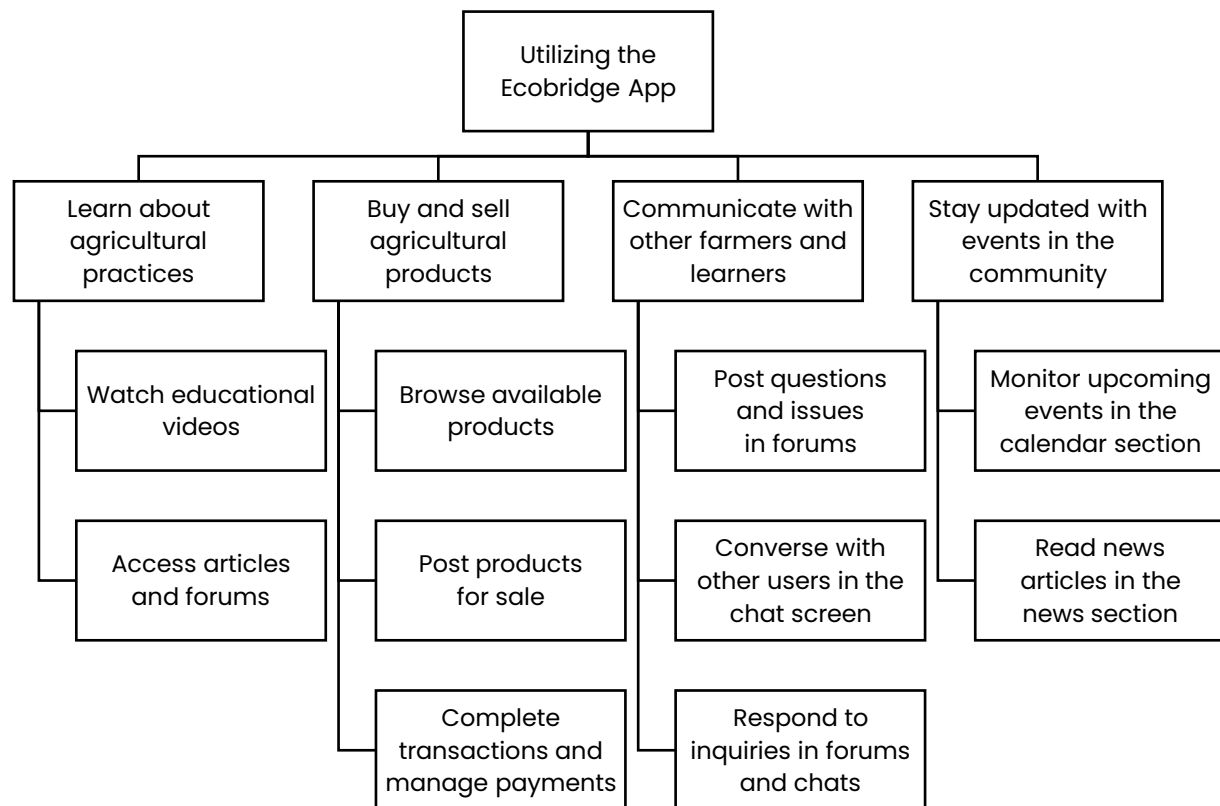 Utilizing the
Ecobridge App
Learn about
agricultural
practices
Buy and sell
agricultural
products
Communicate with
other farmers and
learners
Stay updated with
events in the
community
Watch educational
videos
Browse available
products
Post questions
and issues
in forums
Monitor upcoming
events in the
calendar section
Access articles
and forums
Post products
for sale
Converse with
other users in the
chat screen
Read news
articles in the
news section
Complete
transactions and
manage payments
Respond to
inquiries in forums
and chats